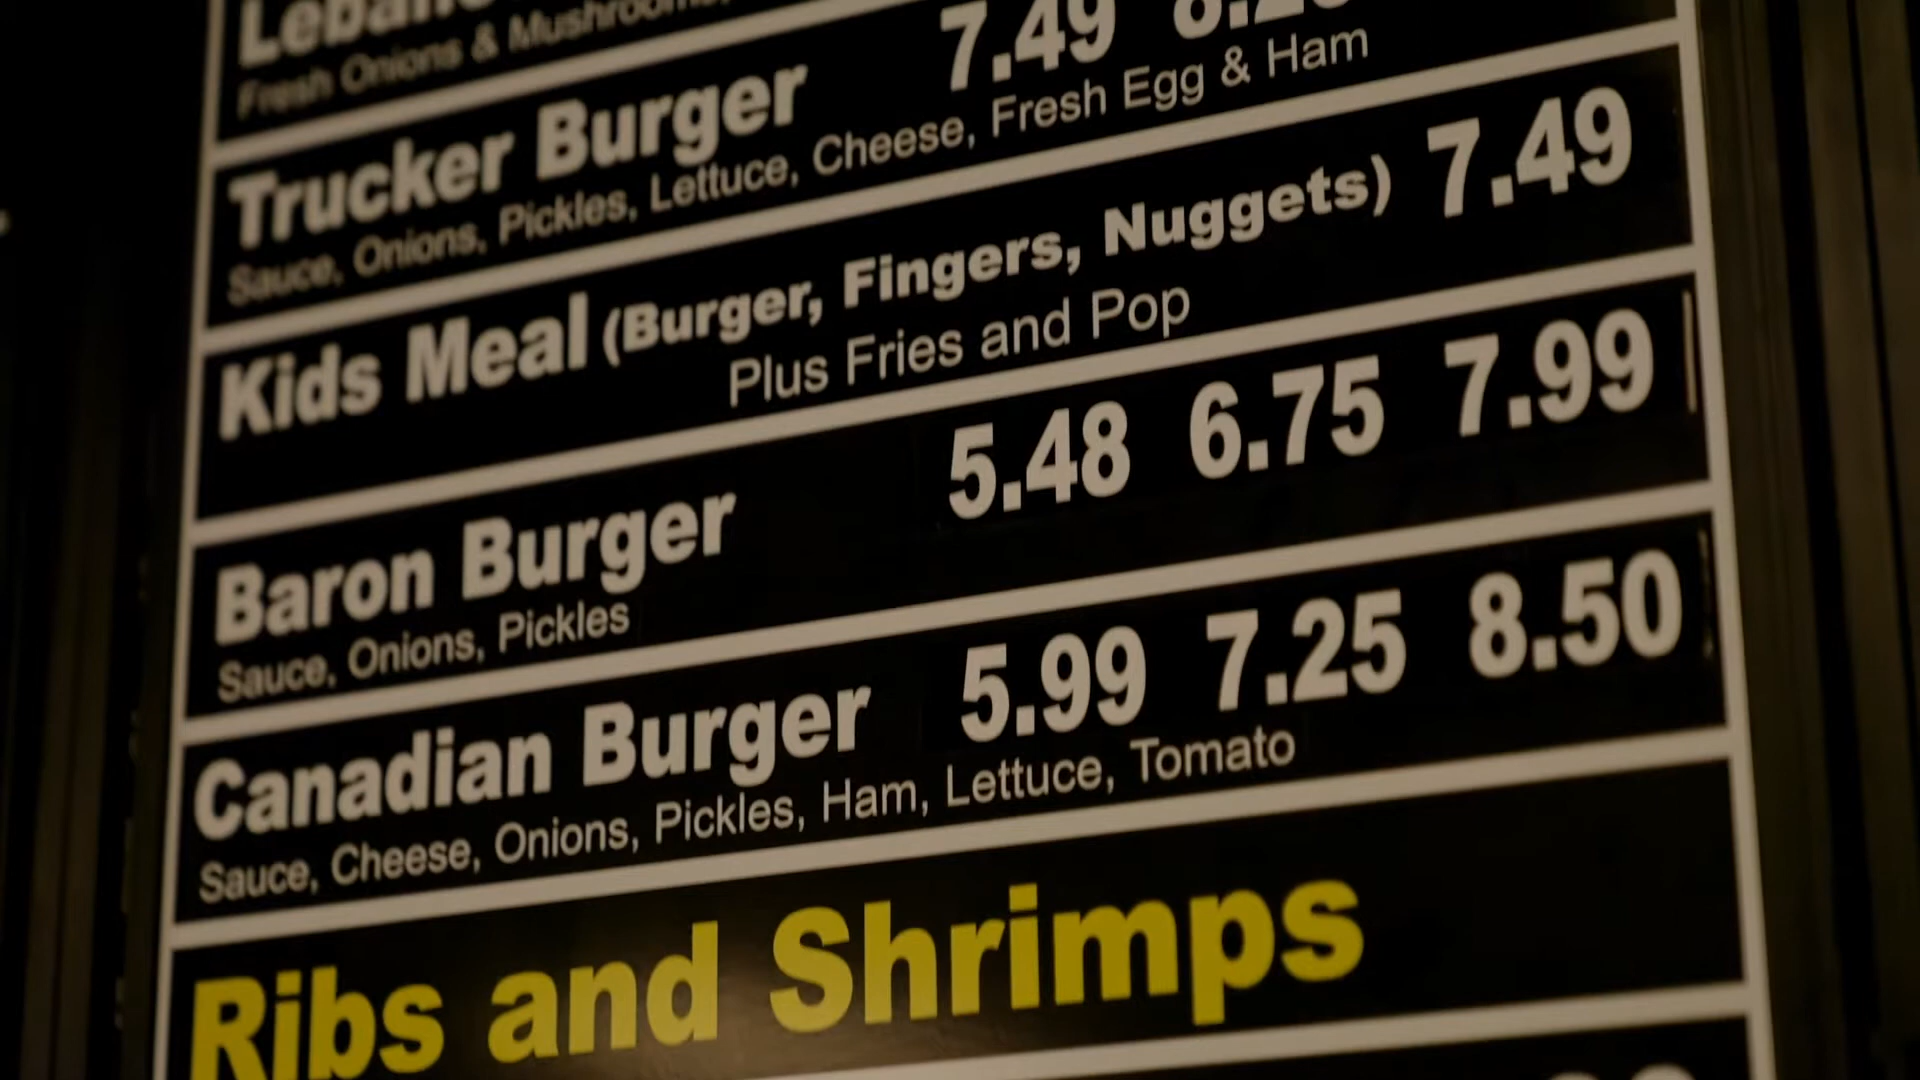 Fresh Onions & Mushrooms,
Trucker Burger 7.49
Sauce, Onions, Pickles, Lettuce, Cheese, Fresh Egg & Ham
Kids Meal (Burger, Fingers, Nuggets) 7.49
Plus Fries and Pop
Baron Burger 5.48 6.75 7.99
Sauce, Onions, Pickles
Canadian Burger 5.99 7.25 8.50
Sauce, Cheese, Onions, Pickles, Ham, Lettuce, Tomato
Ribs and Shrimps